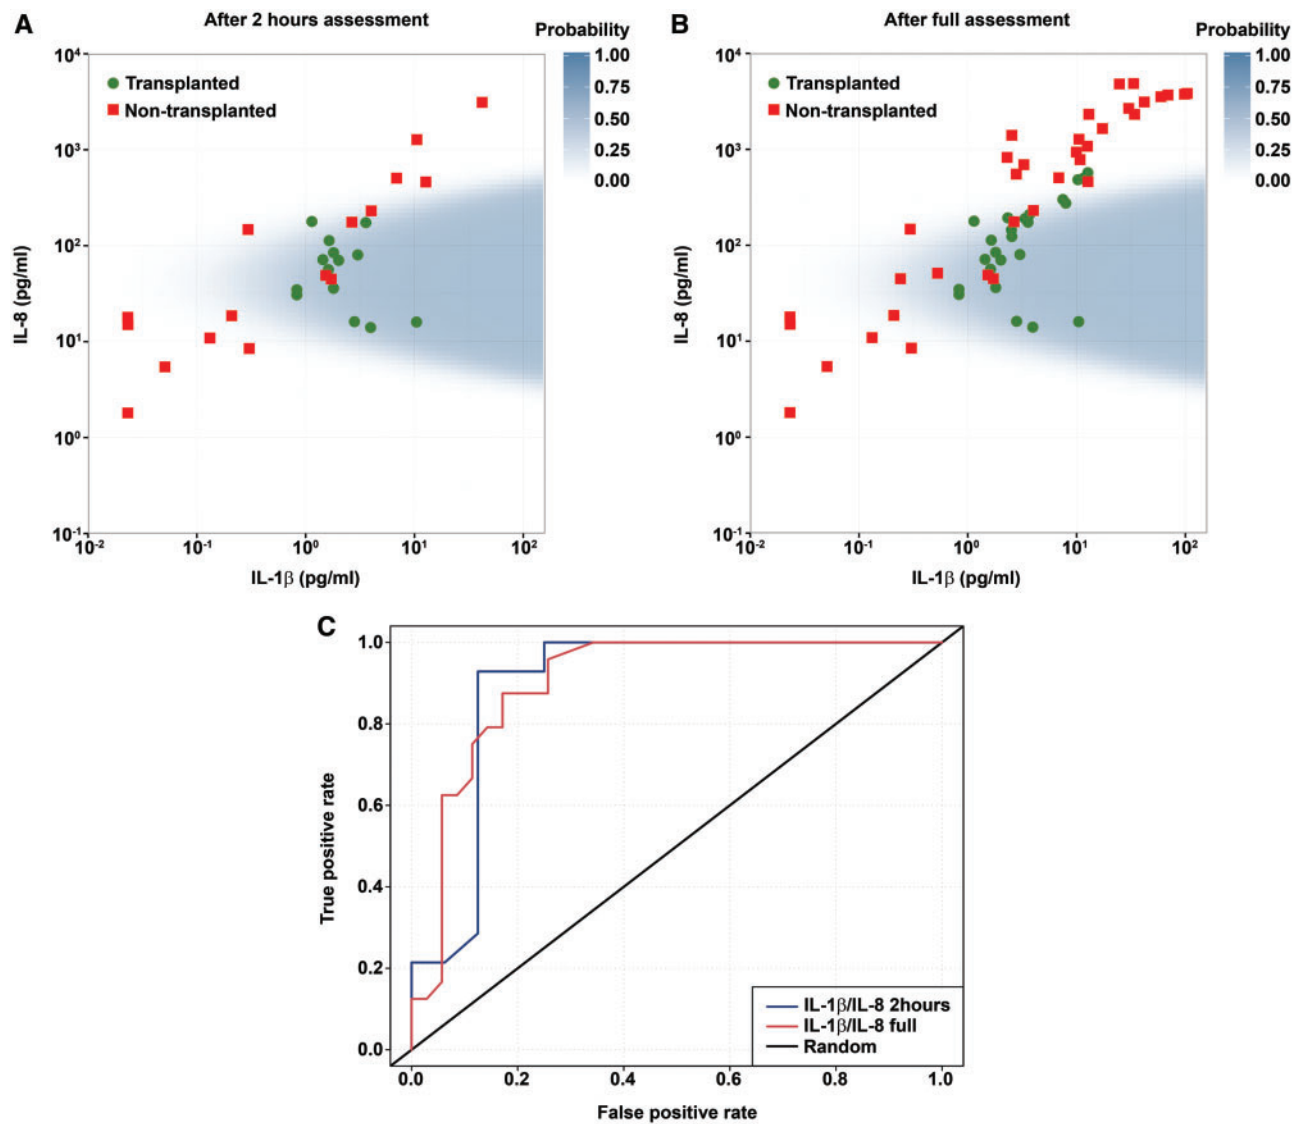 A
After 2 hours assessment
Probability
1.00
0.75
0.50
0.25
0.00
Transplanted
Non-transplanted
10⁴
10³
10²
10¹
10⁰
10⁻¹
IL-8 (pg/ml)
10⁻² 10⁻¹ 10⁰ 10¹ 10²
IL-1β (pg/ml)
B
After full assessment
Probability
1.00
0.75
0.50
0.25
0.00
Transplanted
Non-transplanted
10⁴
10³
10²
10¹
10⁰
10⁻¹
IL-8 (pg/ml)
10⁻² 10⁻¹ 10⁰ 10¹ 10²
IL-1β (pg/ml)
C
1.0
0.8
0.6
0.4
0.2
0.0
True positive rate
IL-1β/IL-8 2hours
IL-1β/IL-8 full
Random
0.0 0.2 0.4 0.6 0.8 1.0
False positive rate